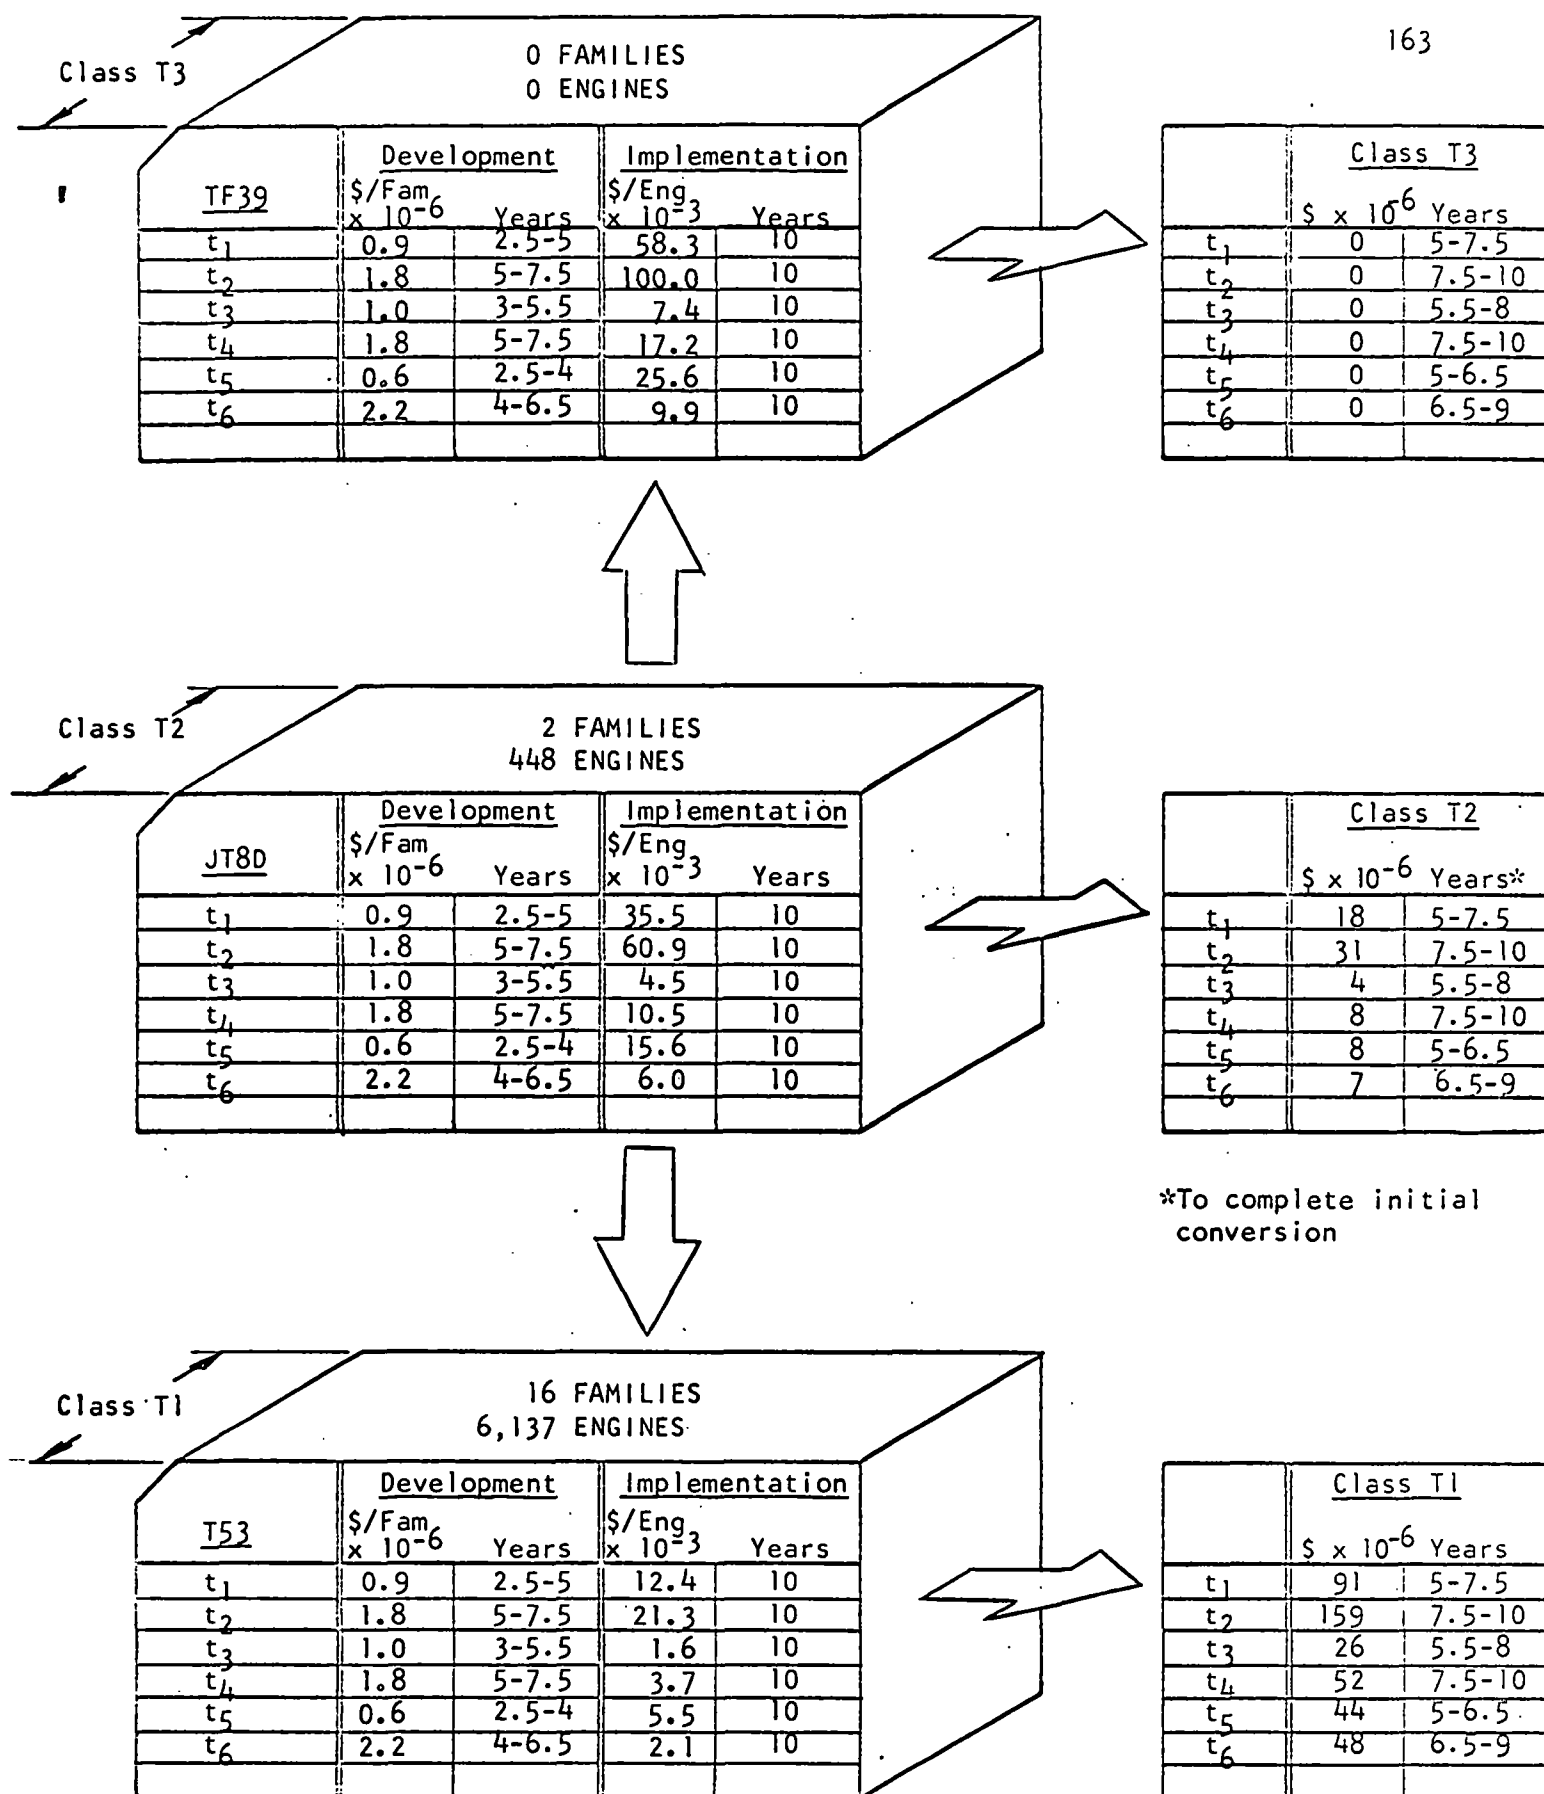 163
Class T3
0 FAMILIES
0 ENGINES
TF39 Development Implementation
$/Fam x 10-6 Years $/Eng x 10-3 Years
t1 0.9 2.5-5 58.3 10
t2 1.8 5-7.5 100.0 10
t3 1.0 3-5.5 7.4 10
t4 1.8 5-7.5 17.2 10
t5 0.6 2.5-4 25.6 10
t6 2.2 4-6.5 9.9 10
Class T3
$ x 10-6 Years
t1 0 5-7.5
t2 0 7.5-10
t3 0 5.5-8
t4 0 7.5-10
t5 0 5-6.5
t6 0 6.5-9
Class T2
2 FAMILIES
448 ENGINES
JT8D Development Implementation
$/Fam x 10-6 Years $/Eng x 10-3 Years
t1 0.9 2.5-5 35.5 10
t2 1.8 5-7.5 60.9 10
t3 1.0 3-5.5 4.5 10
t4 1.8 5-7.5 10.5 10
t5 0.6 2.5-4 15.6 10
t6 2.2 4-6.5 6.0 10
Class T2
$ x 10-6 Years*
t1 18 5-7.5
t2 31 7.5-10
t3 4 5.5-8
t4 8 7.5-10
t5 8 5-6.5
t6 7 6.5-9
*To complete initial
conversion
Class T1
16 FAMILIES
6,137 ENGINES
T53 Development Implementation
$/Fam x 10-6 Years $/Eng x 10-3 Years
t1 0.9 2.5-5 12.4 10
t2 1.8 5-7.5 21.3 10
t3 1.0 3-5.5 1.6 10
t4 1.8 5-7.5 3.7 10
t5 0.6 2.5-4 5.5 10
t6 2.2 4-6.5 2.1 10
Class T1
$ x 10-6 Years
t1 91 5-7.5
t2 159 7.5-10
t3 26 5.5-8
t4 52 7.5-10
t5 44 5-6.5
t6 48 6.5-9